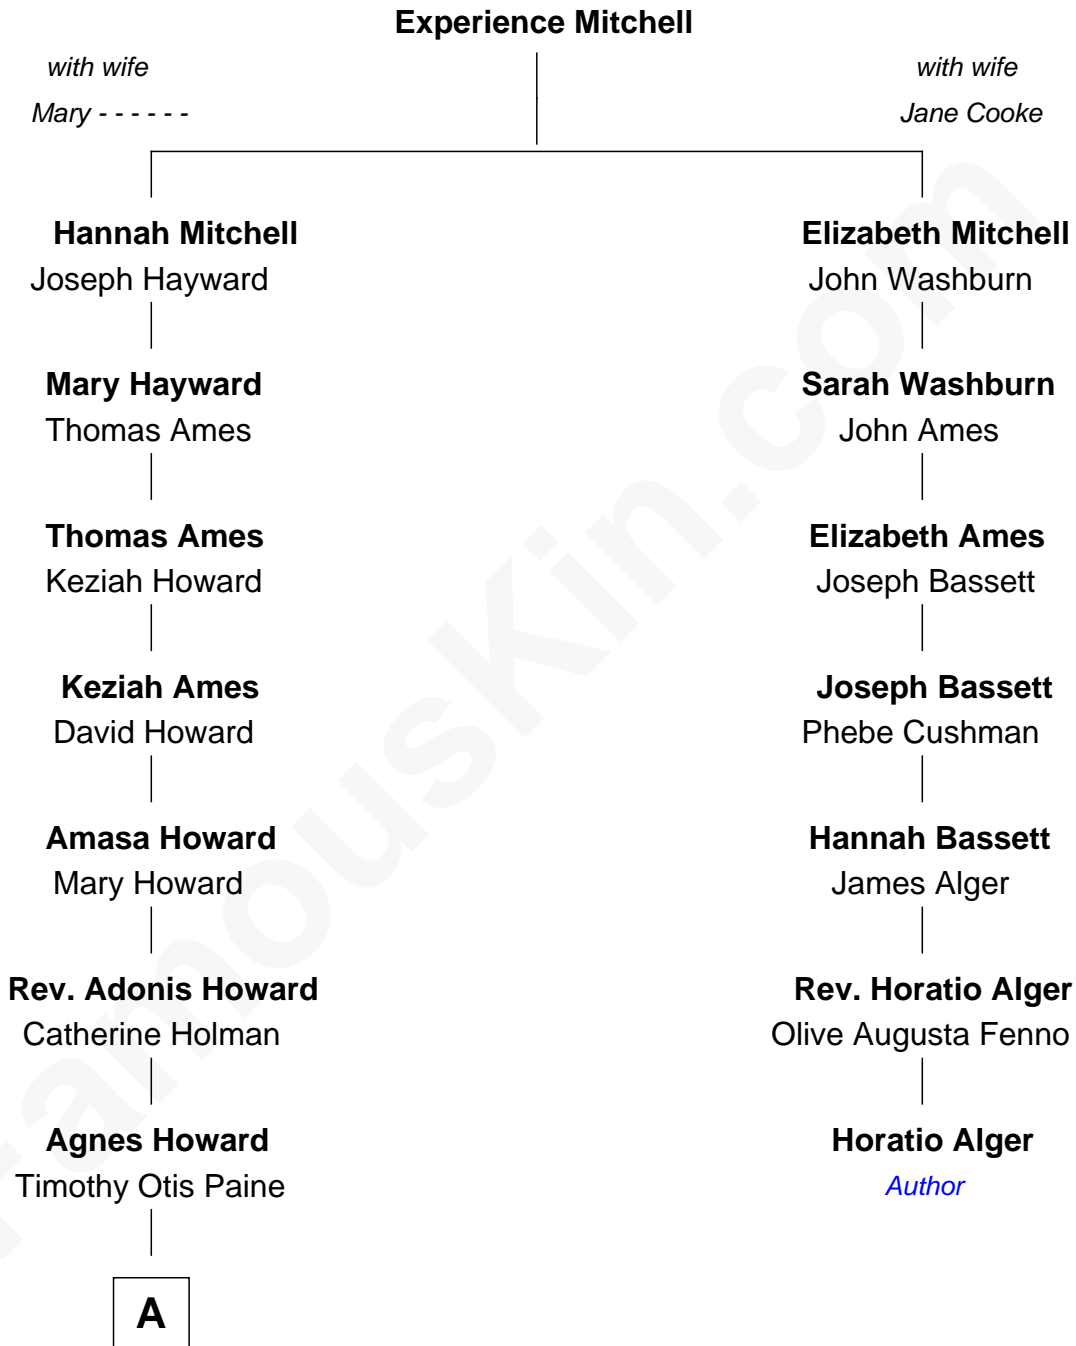 Experience Mitchell
with wife
Mary - - - - - -
with wife
Jane Cooke
Hannah Mitchell
Joseph Hayward
Elizabeth Mitchell
John Washburn
Mary Hayward
Thomas Ames
Sarah Washburn
John Ames
Thomas Ames
Keziah Howard
Elizabeth Ames
Joseph Bassett
Keziah Ames
David Howard
Joseph Bassett
Phebe Cushman
Amasa Howard
Mary Howard
Hannah Bassett
James Alger
Rev. Adonis Howard
Catherine Holman
Rev. Horatio Alger
Olive Augusta Fenno
Agnes Howard
Timothy Otis Paine
Horatio Alger
Author
A
FamousKin.com